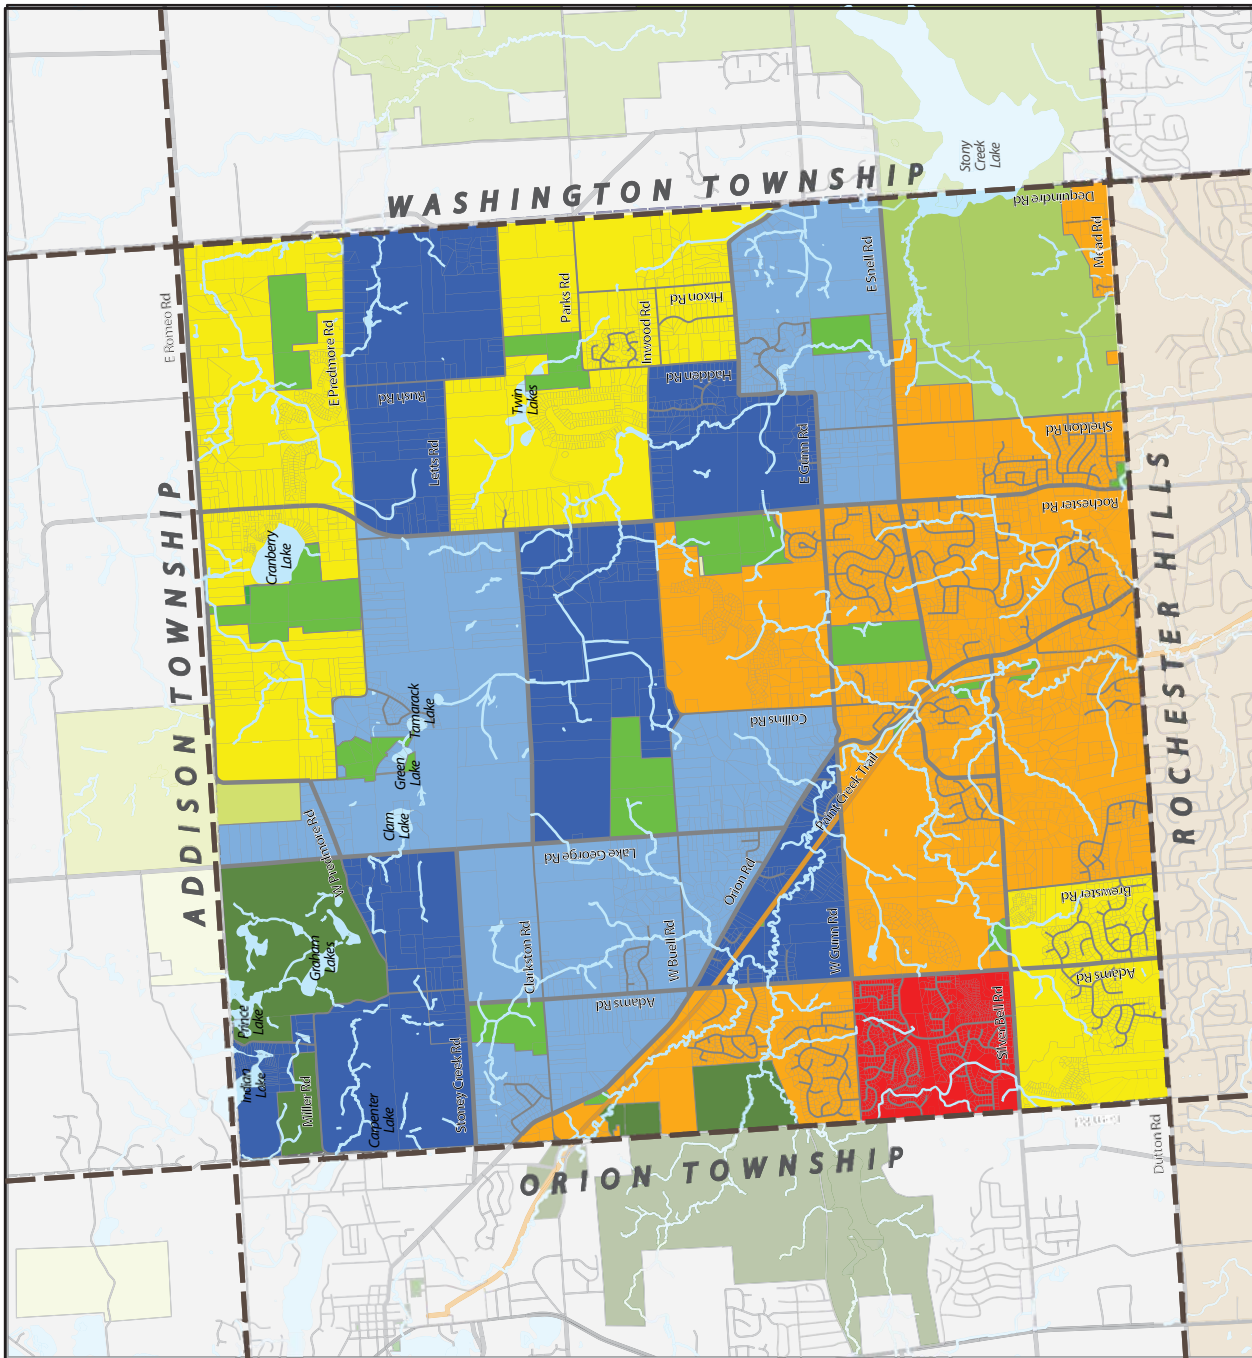 WASHINGTON TOWNSHIP
Stony
Creek
Lake
Dequindre Rd
Mead Rd
E Snell Rd
E Romeo Rd
E Predmore Rd
Parks Rd
Inwood Rd
Hixon Rd
Rush Rd
Letts Rd
Twin
Lakes
Hadden Rd
E Gunn Rd
Sheldon Rd
Rochester Rd
ADDISON TOWNSHIP
Cranberry
Lake
ROCHESTER HILLS
Tamarack
Lake
Green
Lake
Clam
Lake
Collins Rd
Paint Creek Trail
W Predmore Rd
Lake George Rd
Orion Rd
Brewster Rd
Graham
Lakes
Clarkston Rd
W Buell Rd
W Gunn Rd
Adams Rd
Adams Rd
Prince
Lake
Indian
Lake
Miller Rd
Carpenter
Lake
Stoney Creek Rd
Silver Bell Rd
ORION TOWNSHIP
Dutton Rd